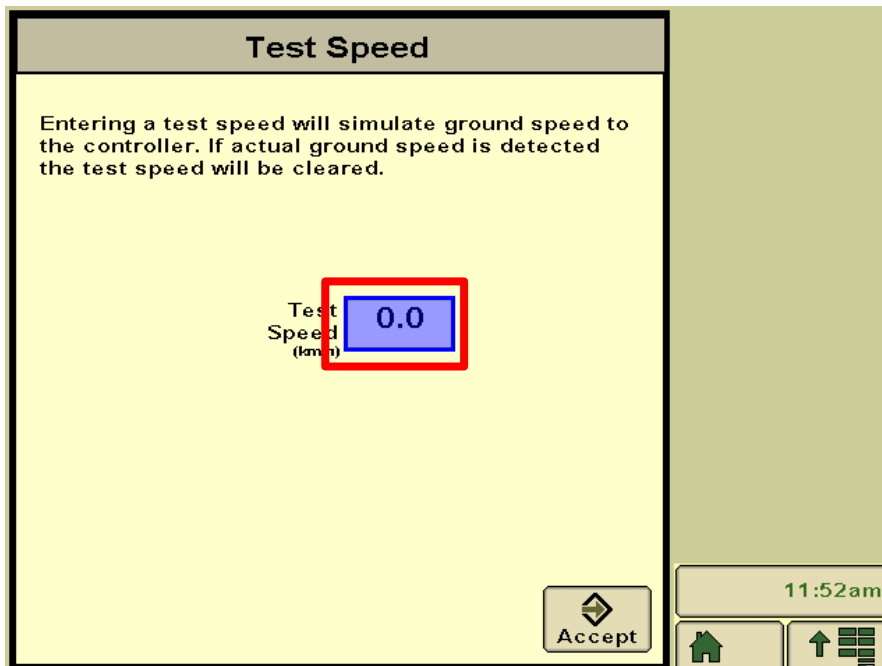 Test Speed
Entering a test speed will simulate ground speed to
the controller. If actual ground speed is detected
the test speed will be cleared.
Test
Speed
(km/h)
0.0
Accept
11:52am